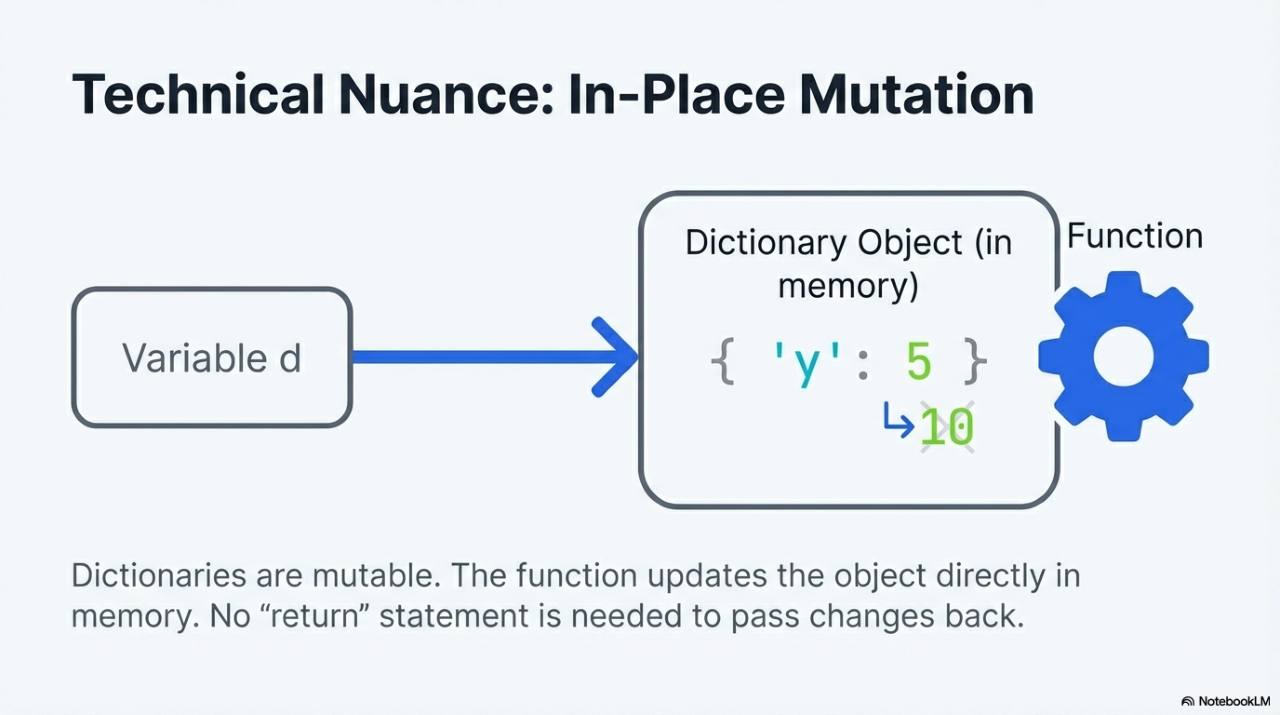 Technical Nuance: In-Place Mutation
Variable d
Dictionary Object (in
memory)
{ 'y': 5 }
↳10
Function
Dictionaries are mutable. The function updates the object directly in
memory. No “return” statement is needed to pass changes back.
NotebookLM